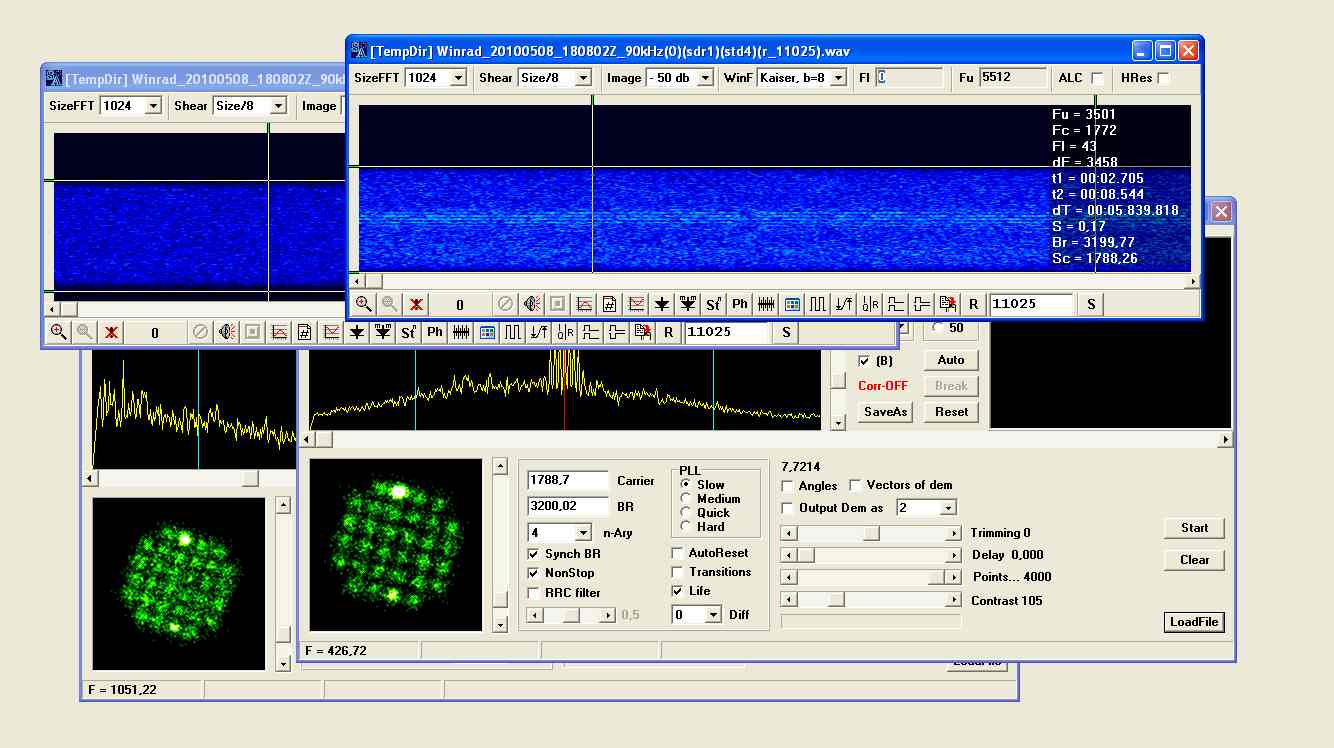 [TempDir] Winrad_20100508_180802Z_90kHz(0)(sdr1)(std4)(r_11025).wav
SizeFFT 1024 Shear Size/8 Image - 50 db WinF Kaiser, b=8 Fl 0 Fu 5512 ALC HRes
Fu = 3501
Fc = 1772
Fl = 43
dF = 3458
t1 = 00:02.705
t2 = 00:08.544
dT = 00:05.839.818
S = 0,17
Br = 3199,77
Sc = 1788,26
0 Sf Ph R 11025 S
[TempDir] Winrad_20100508_180802Z_90k
SizeFFT 1024 Shear Size/8 Image
0 Sf Ph R 11025 S
50
(B) Auto
Corr-OFF Break
SaveAs Reset
1788,7 Carrier
3200,02 BR
4 n-Ary
Synch BR
NonStop
RRC filter
0,5
PLL
Slow
Medium
Quick
Hard
AutoReset
Transitions
Life
0 Diff
7,7214
Angles Vectors of dem
Output Dem as 2
Trimming 0
Delay 0,000
Points... 4000
Contrast 105
Start
Clear
LoadFile
F = 426,72
LoadFile
F = 1051,22